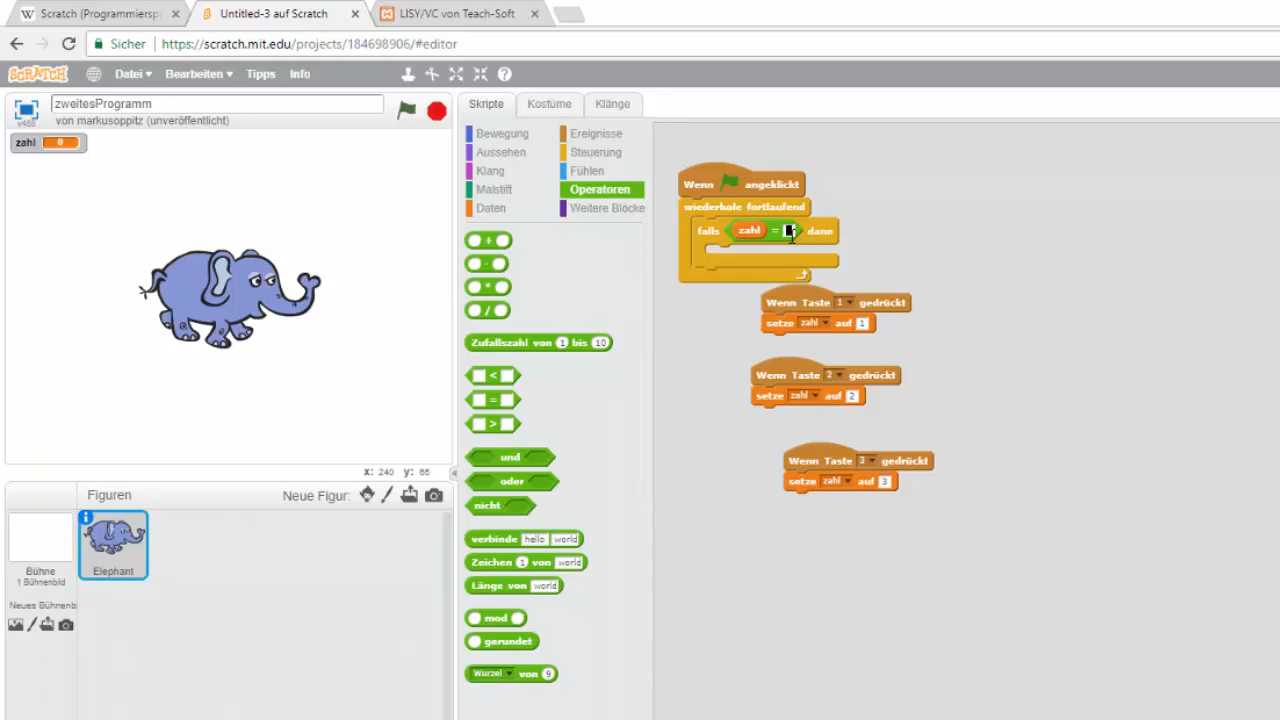 Scratch (Programmiersp
Untitled-3 auf Scratch
LISY/VC von Teach-Soft
Sicher
https://scratch.mit.edu/projects/184698906/#editor
SCRATCH
Datei
Bearbeiten
Tipps
Info
v458
zweitesProgramm
von markusoppitz (unveröffentlicht)
zahl 0
x: 240 y: 65
Figuren
Neue Figur:
Bühne
1 Bühnenbild
Neues Bühnenb
Elephant
Skripte
Kostüme
Klänge
Bewegung
Ereignisse
Aussehen
Steuerung
Klang
Fühlen
Malstift
Operatoren
Daten
Weitere Blöcke
+
-
*
/
Zufallszahl von 1 bis 10
<
=
>
und
oder
nicht
verbinde hello world
Zeichen 1 von world
Länge von world
mod
gerundet
Wurzel von 9
Wenn angeklickt
wiederhole fortlaufend
falls zahl = dann
Wenn Taste 1 gedrückt
setze zahl auf 1
Wenn Taste 2 gedrückt
setze zahl auf 2
Wenn Taste 3 gedrückt
setze zahl auf 3